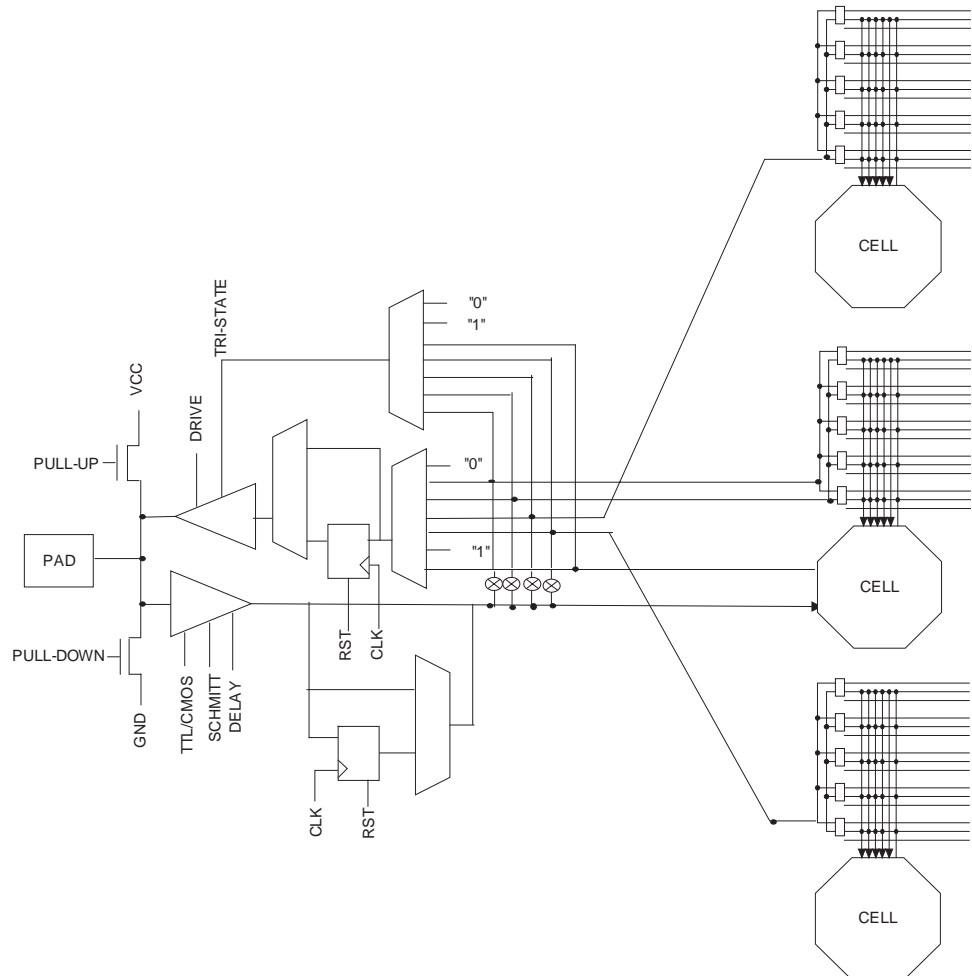 CELL
"0"
"1"
TRI-STATE
VCC
DRIVE
PULL-UP
"0"
"1"
PAD
CELL
RST
CLK
PULL-DOWN
GND
TTL/CMOS
SCHMITT
DELAY
CLK
RST
CELL